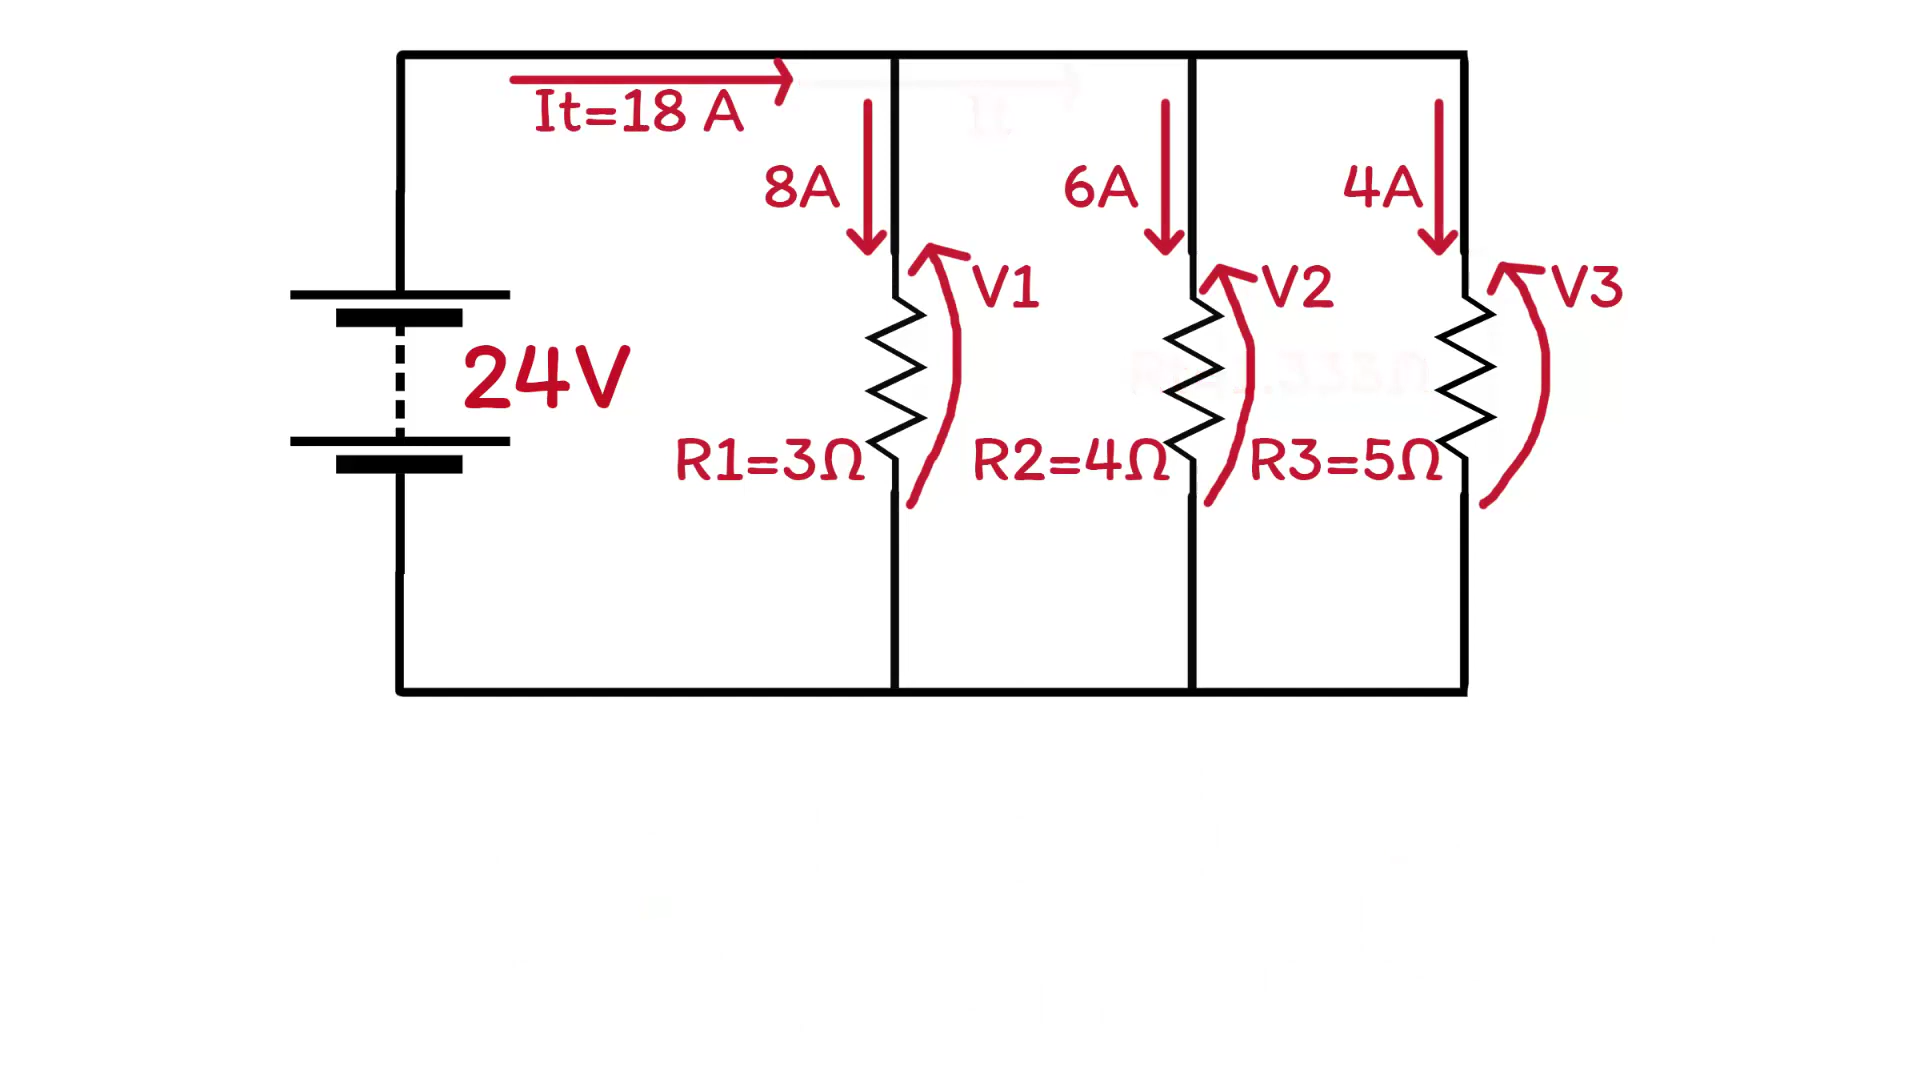 It=18 A
8A
6A
4A
V1
V2
V3
24V
R1=3Ω
R2=4Ω
R3=5Ω